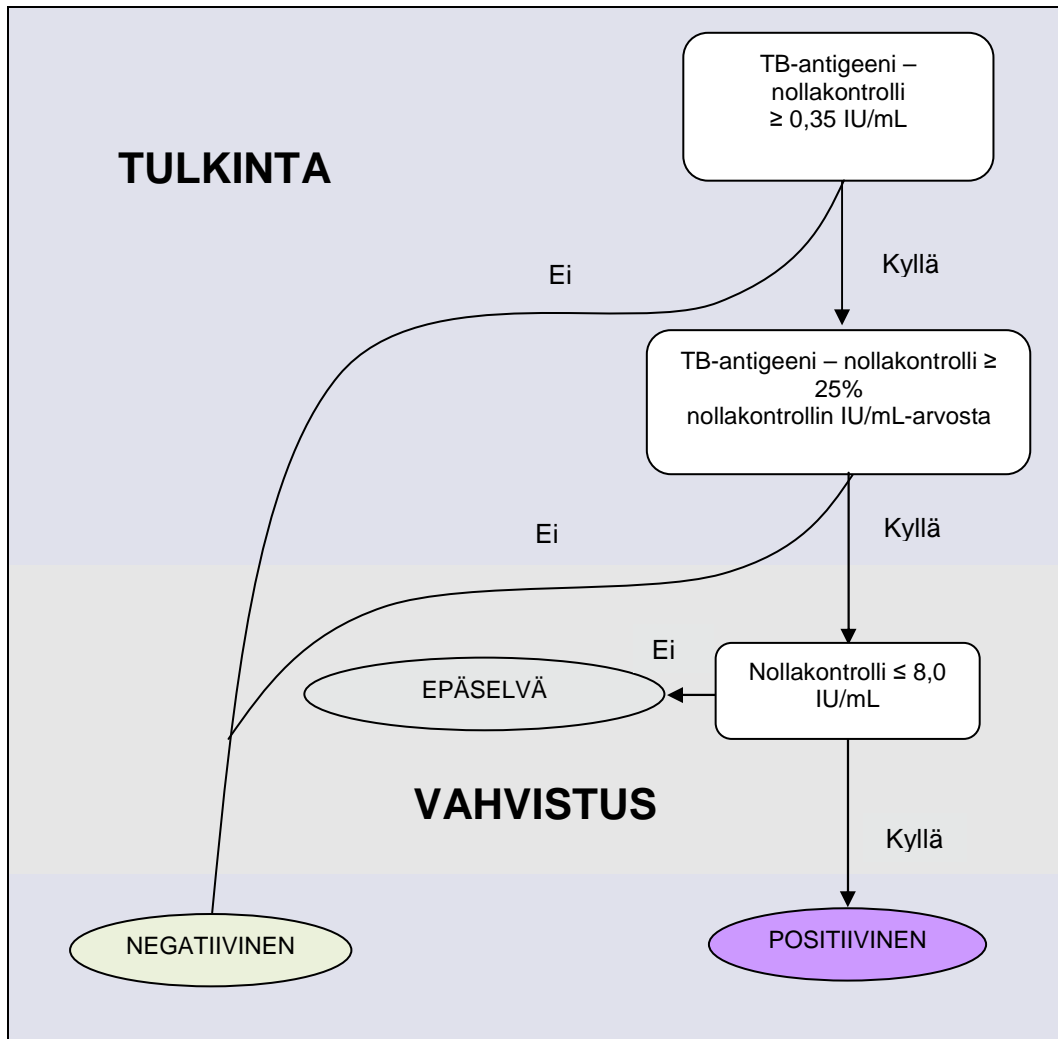 TB-antigeeni –
nollakontrolli
≥ 0,35 IU/mL
TULKINTA
Ei
Kyllä
TB-antigeeni – nollakontrolli ≥
25%
nollakontrollin IU/mL-arvosta
Ei
Kyllä
Ei
Nollakontrolli ≤ 8,0
IU/mL
EPÄSELVÄ
VAHVISTUS
Kyllä
NEGATIIVINEN
POSITIIVINEN